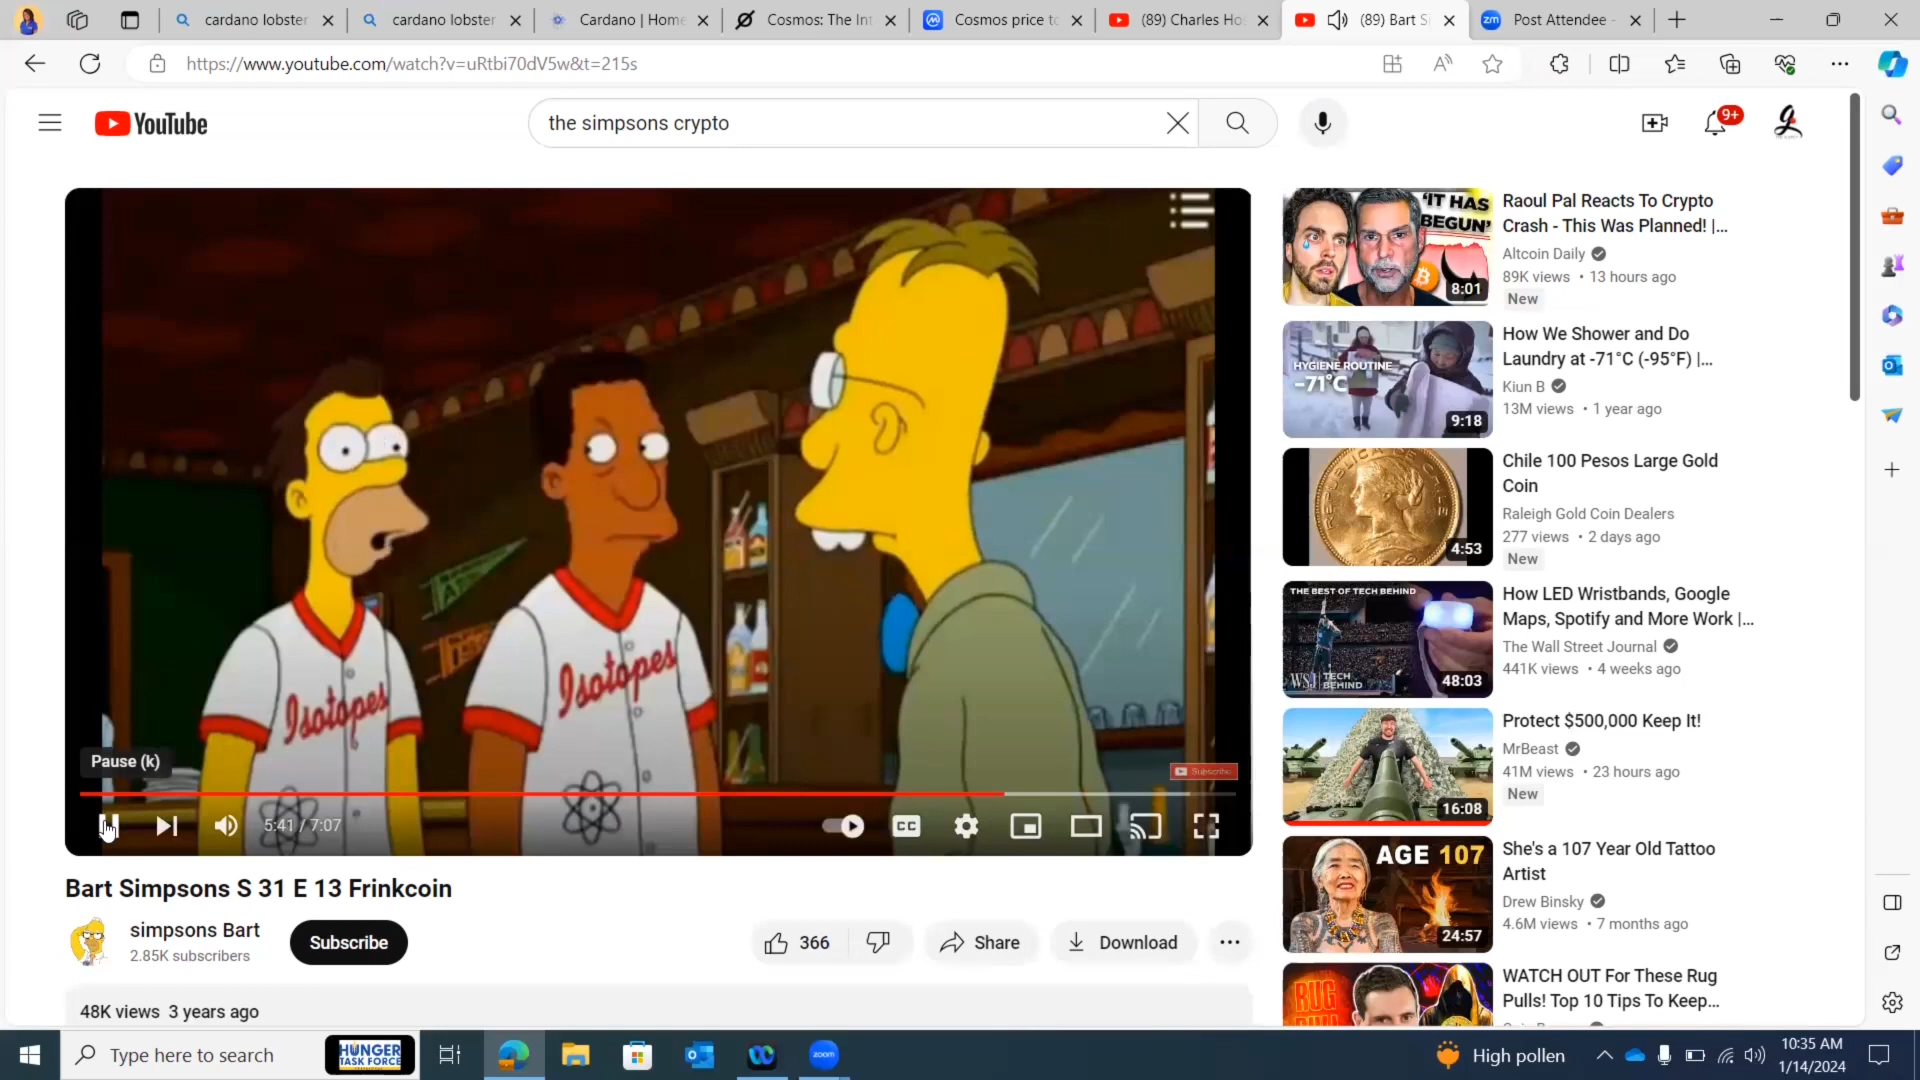 cardano lobster
cardano lobster
Cardano | Home
Cosmos: The Int
Cosmos price to
(89) Charles Ho
(89) Bart S
zm
Post Attendee -
https://www.youtube.com/watch?v=uRtbi70dV5w&t=215s
YouTube
the simpsons crypto
9+
Isotopes
Isotopes
Pause (k)
Subscribe
5:41 / 7:07
CC
Bart Simpsons S 31 E 13 Frinkcoin
simpsons Bart
2.85K subscribers
Subscribe
366
Share
Download
48K views 3 years ago
'IT HAS
BEGUN'
8:01
Raoul Pal Reacts To Crypto
Crash - This Was Planned! |...
Altcoin Daily
89K views • 13 hours ago
New
HYGIENE ROUTINE
-71°C
9:18
How We Shower and Do
Laundry at -71°C (-95°F) |...
Kiun B
13M views • 1 year ago
4:53
Chile 100 Pesos Large Gold
Coin
Raleigh Gold Coin Dealers
277 views • 2 days ago
New
THE BEST OF TECH BEHIND
WSJ TECH
BEHIND
48:03
How LED Wristbands, Google
Maps, Spotify and More Work |...
The Wall Street Journal
441K views • 4 weeks ago
16:08
Protect $500,000 Keep It!
MrBeast
41M views • 23 hours ago
New
AGE 107
24:57
She's a 107 Year Old Tattoo
Artist
Drew Binsky
4.6M views • 7 months ago
RUG
WATCH OUT For These Rug
Pulls! Top 10 Tips To Keep...
Type here to search
HUNGER
TASK FORCE
zoom
High pollen
10:35 AM
1/14/2024